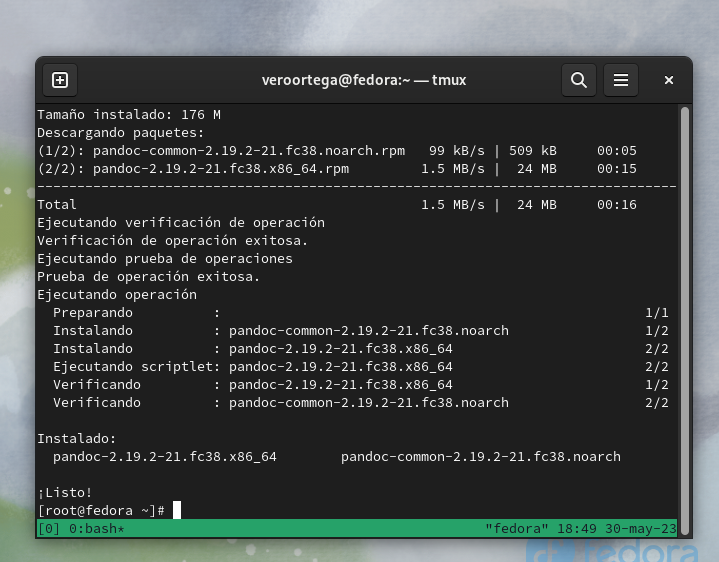 veroortega@fedora:~ — tmux
Tamaño instalado: 176 M
Descargando paquetes:
(1/2): pandoc-common-2.19.2-21.fc38.noarch.rpm   99 kB/s | 509 kB     00:05
(2/2): pandoc-2.19.2-21.fc38.x86_64.rpm         1.5 MB/s |  24 MB     00:15
--------------------------------------------------------------------------------
Total                                           1.5 MB/s |  24 MB     00:16
Ejecutando verificación de operación
Verificación de operación exitosa.
Ejecutando prueba de operaciones
Prueba de operación exitosa.
Ejecutando operación
  Preparando          :                                                     1/1
  Instalando          : pandoc-common-2.19.2-21.fc38.noarch                 1/2
  Instalando          : pandoc-2.19.2-21.fc38.x86_64                        2/2
  Ejecutando scriptlet: pandoc-2.19.2-21.fc38.x86_64                        2/2
  Verificando         : pandoc-2.19.2-21.fc38.x86_64                        1/2
  Verificando         : pandoc-common-2.19.2-21.fc38.noarch                 2/2
Instalado:
  pandoc-2.19.2-21.fc38.x86_64        pandoc-common-2.19.2-21.fc38.noarch
¡Listo!
[root@fedora ~]#
[0] 0:bash*                                             "fedora" 18:49 30-may-23
fedora